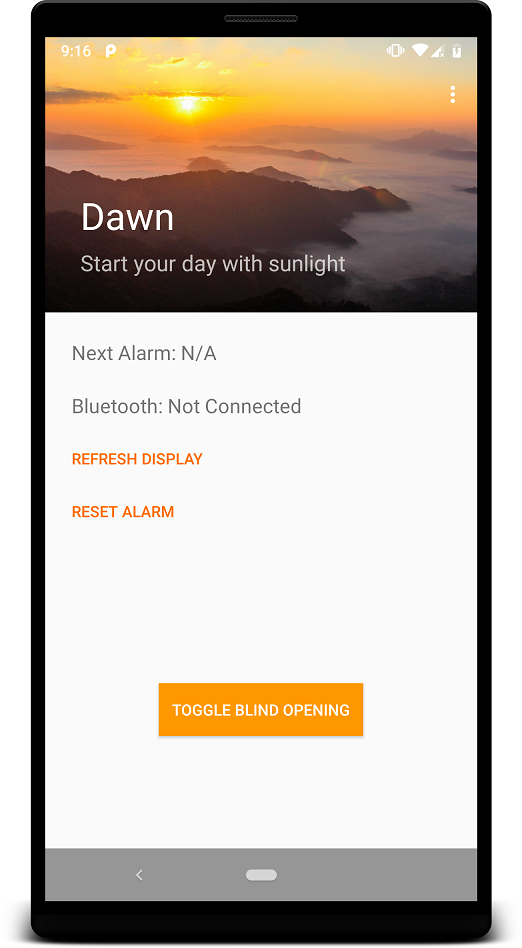 9:16
Dawn
Start your day with sunlight
Next Alarm: N/A
Bluetooth: Not Connected
REFRESH DISPLAY
RESET ALARM
TOGGLE BLIND OPENING